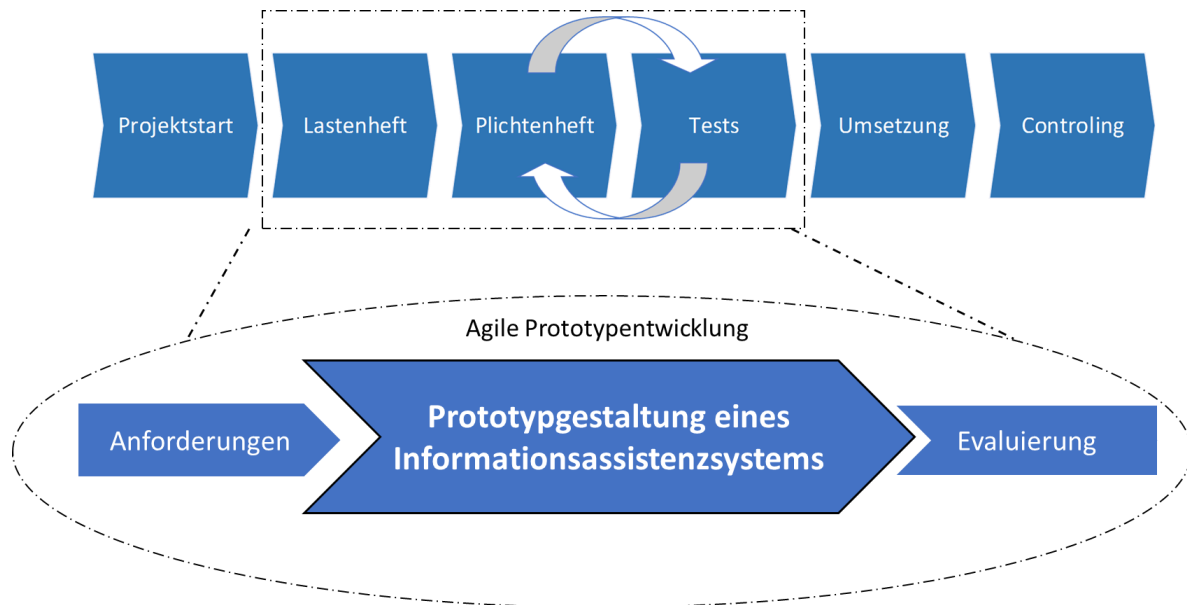 Projektstart
Lastenheft
Plichtenheft
Tests
Umsetzung
Controling
Agile Prototypentwicklung
Anforderungen
Prototypgestaltung eines
Informationsassistenzsystems
Evaluierung